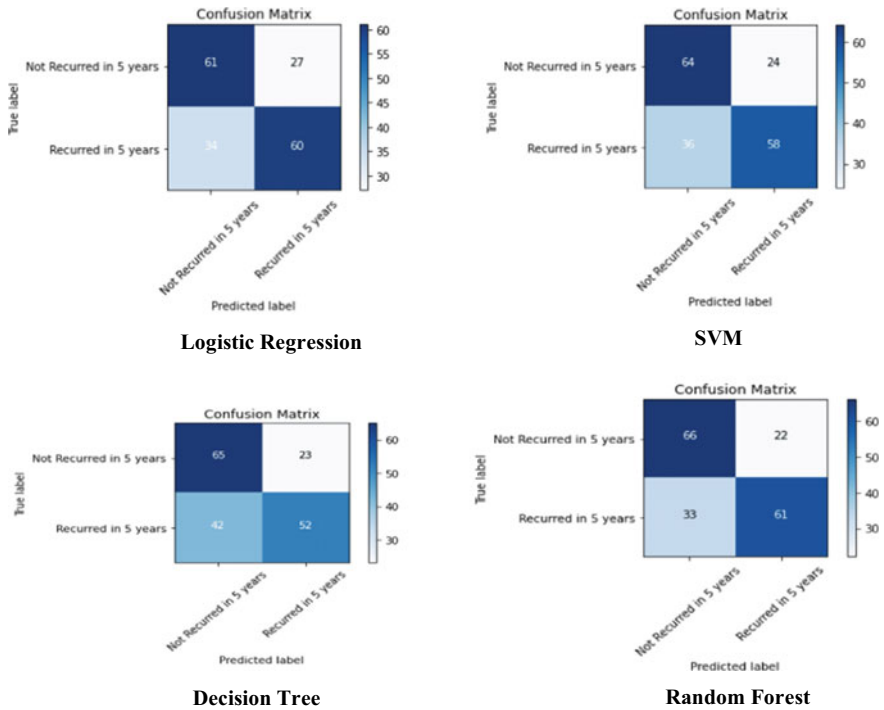 Confusion Matrix
True label
Not Recurred in 5 years
Recurred in 5 years
61 27
34 60
60
55
50
45
40
35
30
Not Recurred in 5 years
Recurred in 5 years
Predicted label
Logistic Regression
Confusion Matrix
True label
Not Recurred in 5 years
Recurred in 5 years
64 24
36 58
60
50
40
30
Not Recurred in 5 years
Recurred in 5 years
Predicted label
SVM
Confusion Matrix
True label
Not Recurred in 5 years
Recurred in 5 years
65 23
42 52
60
50
40
30
Not Recurred in 5 years
Recurred in 5 years
Predicted label
Decision Tree
Confusion Matrix
True label
Not Recurred in 5 years
Recurred in 5 years
66 22
33 61
60
50
40
30
Not Recurred in 5 years
Recurred in 5 years
Predicted label
Random Forest